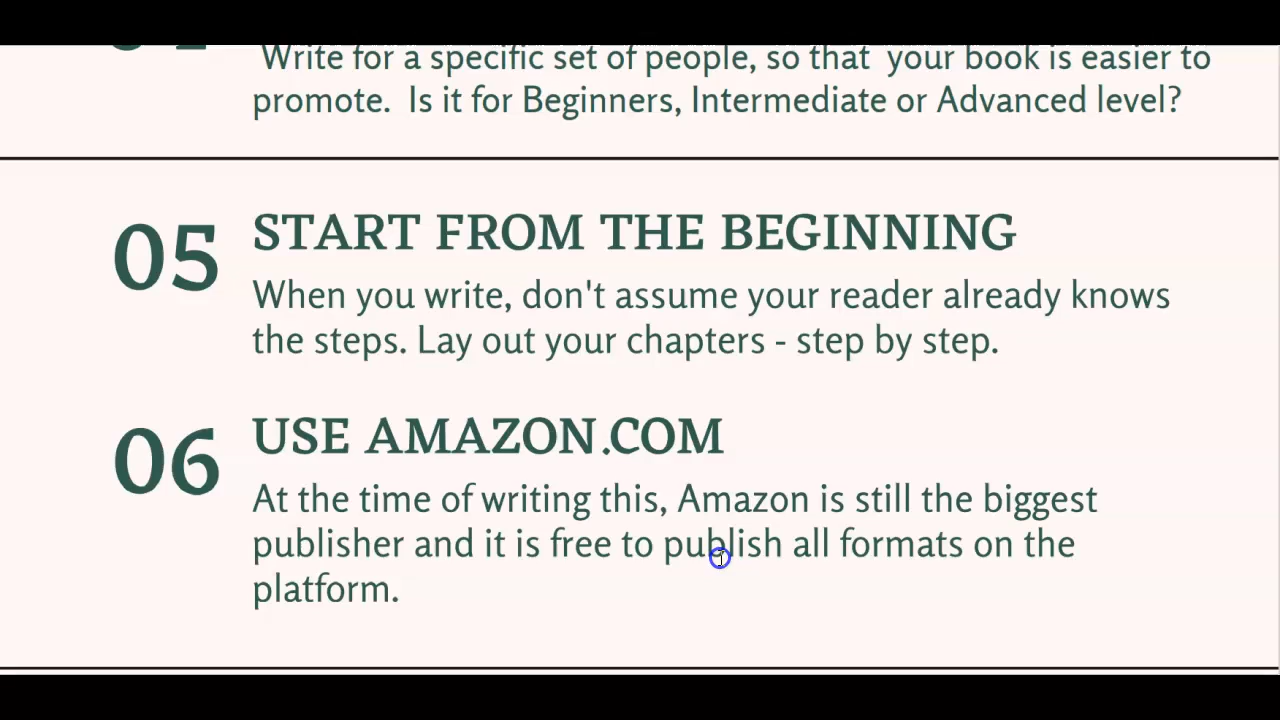 Write for a specific set of people, so that  your book is easier to
promote.  Is it for Beginners, Intermediate or Advanced level?
05
START FROM THE BEGINNING
When you write, don't assume your reader already knows
the steps. Lay out your chapters - step by step.
06
USE AMAZON.COM
At the time of writing this, Amazon is still the biggest
publisher and it is free to publish all formats on the
platform.